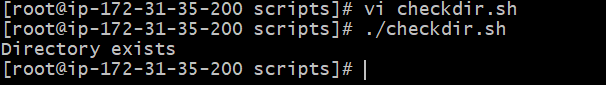 [root@ip-172-31-35-200 scripts]# vi checkdir.sh
[root@ip-172-31-35-200 scripts]# ./checkdir.sh
Directory exists
[root@ip-172-31-35-200 scripts]#